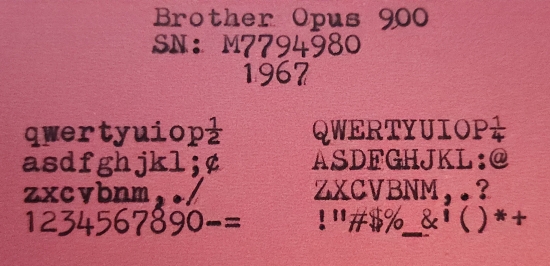 Brother Opus 900
SN: M7794980
1967
qwertyuiop½ QWERTYUIOP¼
asdfghjkl;¢ ASDFGHJKL:@
zxcvbnm,./ ZXCVBNM,.?
1234567890-= !"#$%_&'()*+